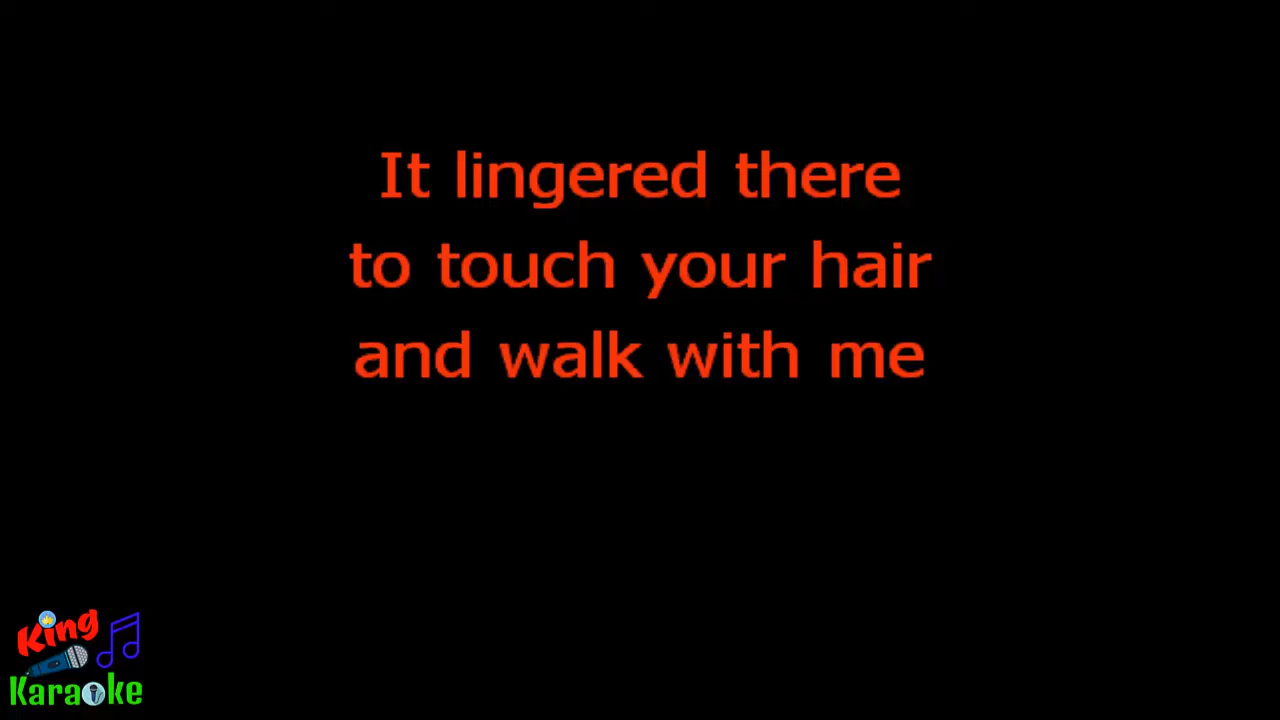 It lingered there
to touch your hair
and walk with me
King
Karaoke